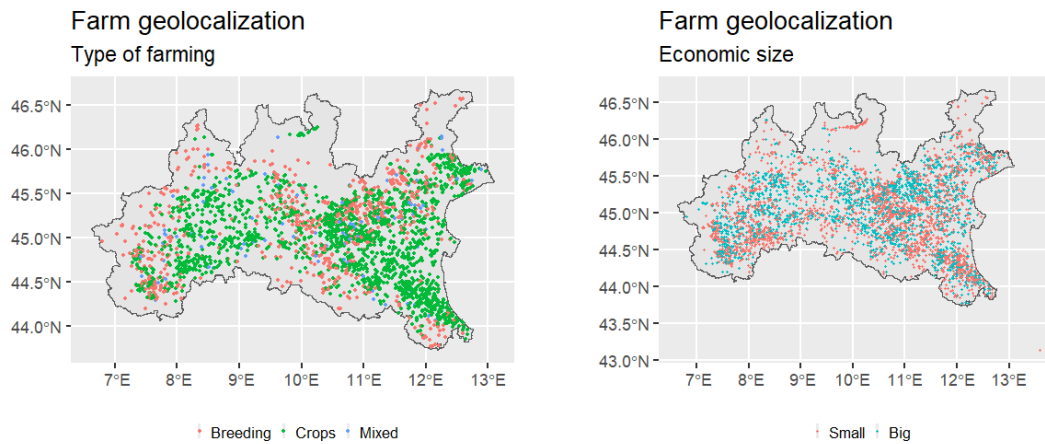 Farm geolocalization
Type of farming
46.5°N
46.0°N
45.5°N
45.0°N
44.5°N
44.0°N
7°E 8°E 9°E 10°E 11°E 12°E 13°E
Breeding Crops Mixed
Farm geolocalization
Economic size
46.5°N
46.0°N
45.5°N
45.0°N
44.5°N
44.0°N
43.5°N
43.0°N
7°E 8°E 9°E 10°E 11°E 12°E 13°E
Small Big